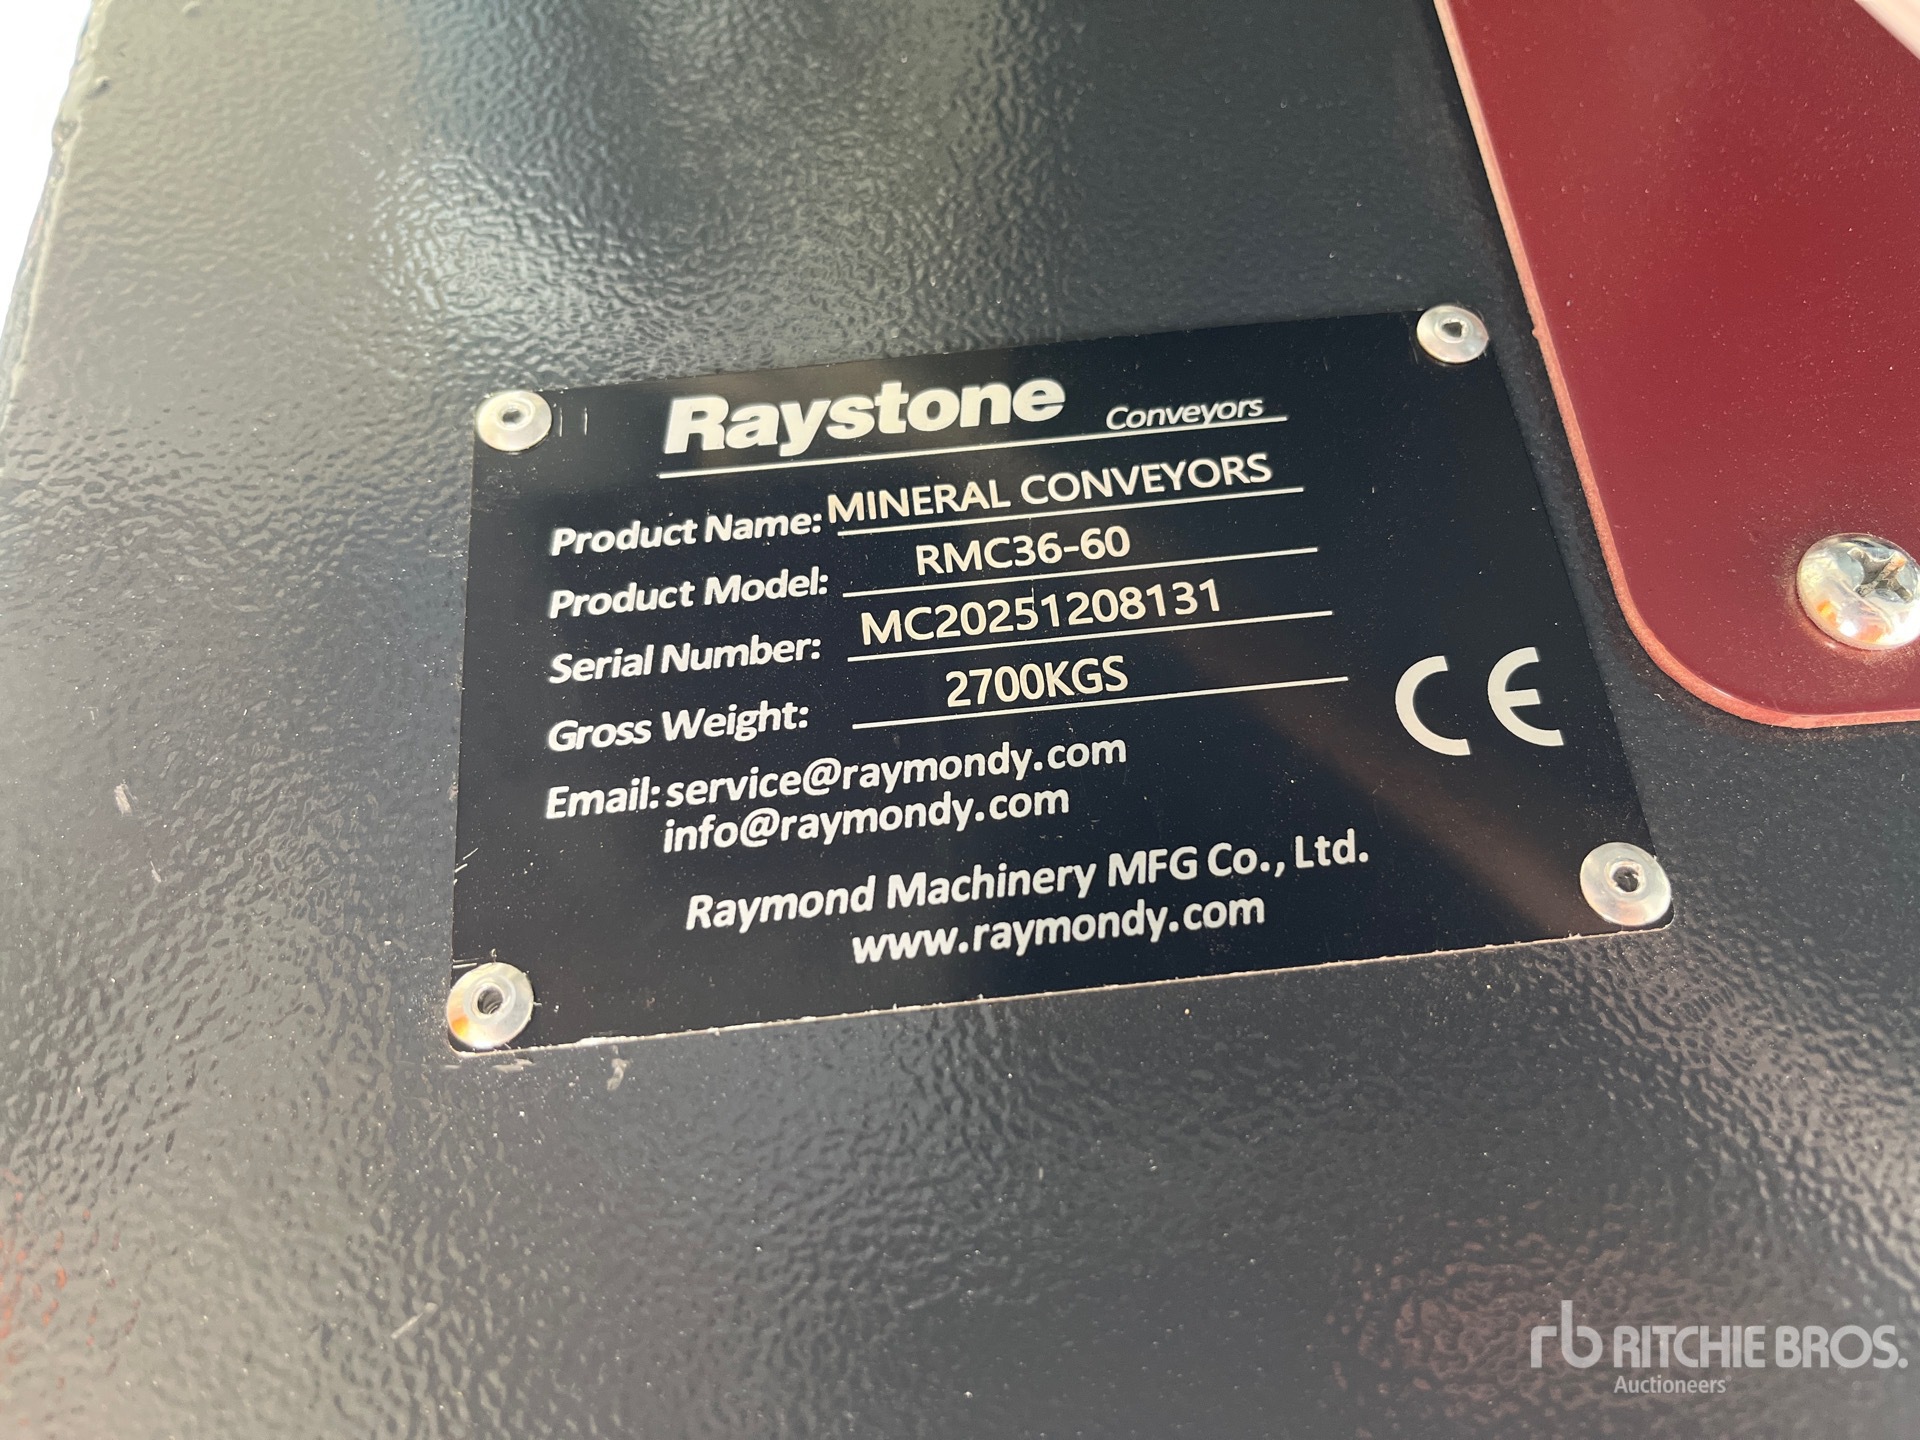 Raystone Conveyors
Product Name: MINERAL CONVEYORS
Product Model: RMC36-60
Serial Number: MC20251208131
Gross Weight: 2700KGS
Email: service@raymondy.com
info@raymondy.com
CE
Raymond Machinery MFG Co., Ltd.
www.raymondy.com
rb RITCHIE BROS.
Auctioneers